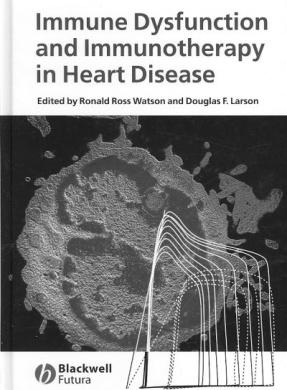 Immune Dysfunction
and Immunotherapy
in Heart Disease
Edited by Ronald Ross Watson and Douglas F. Larson
Blackwell
Futura